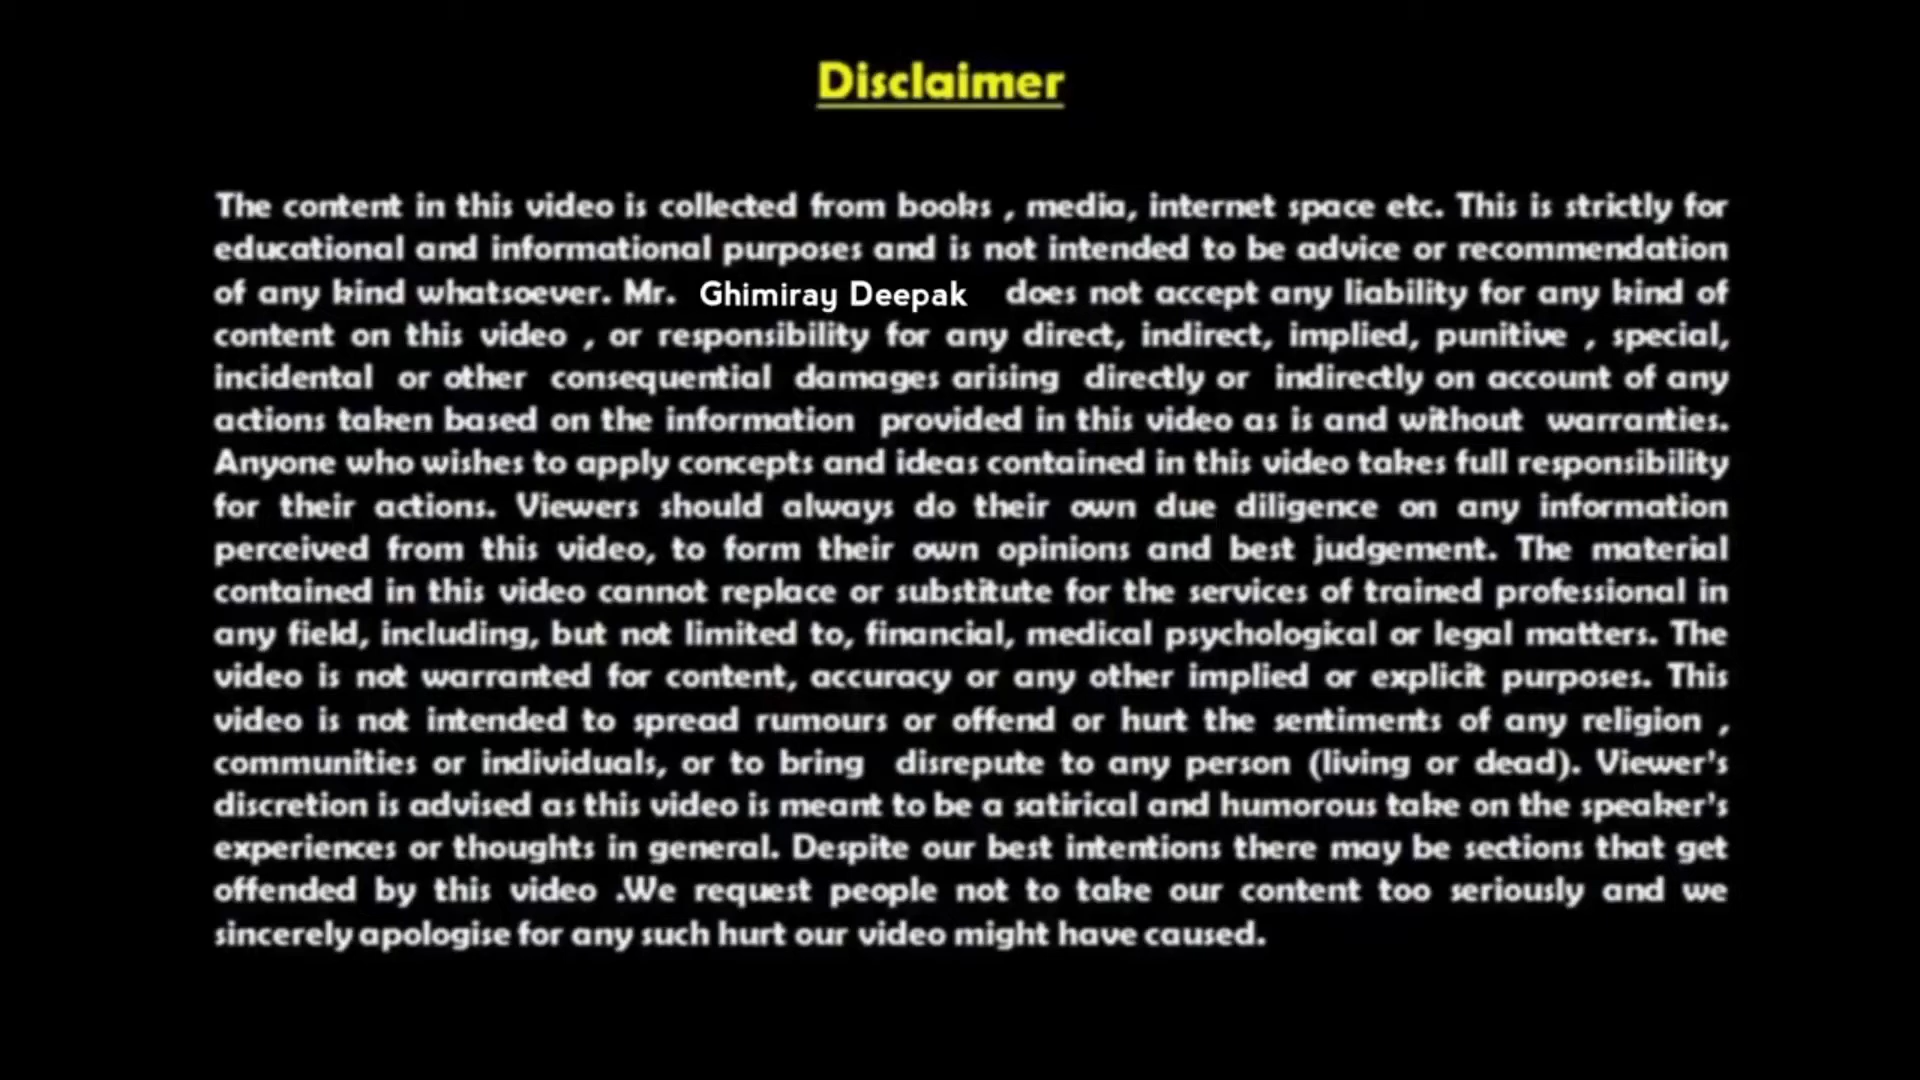 Disclaimer
The content in this video is collected from books , media, internet space etc. This is strictly for
educational and informational purposes and is not intended to be advice or recommendation
of any kind whatsoever. Mr. Ghimiray Deepak does not accept any liability for any kind of
content on this video , or responsibility for any direct, indirect, implied, punitive , special,
incidental or other consequential damages arising directly or indirectly on account of any
actions taken based on the information provided in this video as is and without warranties.
Anyone who wishes to apply concepts and ideas contained in this video takes full responsibility
for their actions. Viewers should always do their own due diligence on any information
perceived from this video, to form their own opinions and best judgement. The material
contained in this video cannot replace or substitute for the services of trained professional in
any field, including, but not limited to, financial, medical psychological or legal matters. The
video is not warranted for content, accuracy or any other implied or explicit purposes. This
video is not intended to spread rumours or offend or hurt the sentiments of any religion ,
communities or individuals, or to bring disrepute to any person (living or dead). Viewer's
discretion is advised as this video is meant to be a satirical and humorous take on the speaker's
experiences or thoughts in general. Despite our best intentions there may be sections that get
offended by this video .We request people not to take our content too seriously and we
sincerely apologise for any such hurt our video might have caused.